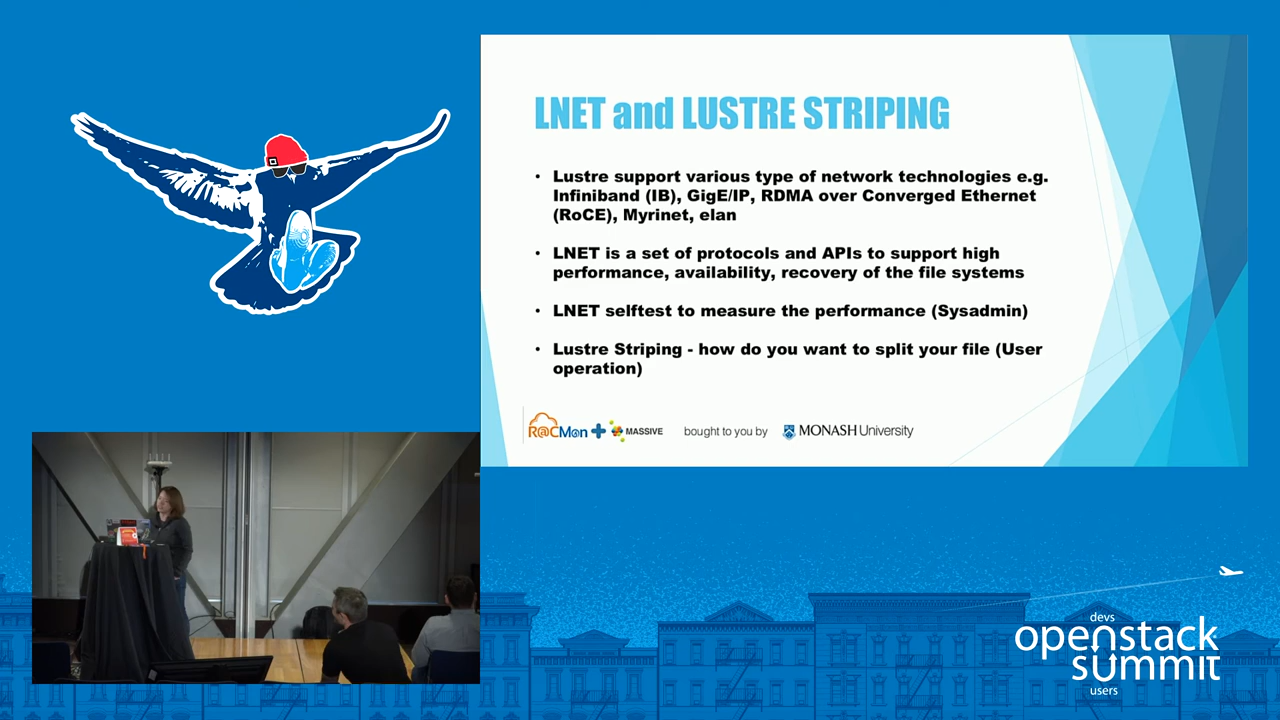 LNET and LUSTRE STRIPING
• Lustre support various type of network technologies e.g.
Infiniband (IB), GigE/IP, RDMA over Converged Ethernet
(RoCE), Myrinet, elan
• LNET is a set of protocols and APIs to support high
performance, availability, recovery of the file systems
• LNET selftest to measure the performance (Sysadmin)
• Lustre Striping - how do you want to split your file (User
operation)
R@CMon + MASSIVE bought to you by MONASH University
devs
openstack
summit
users